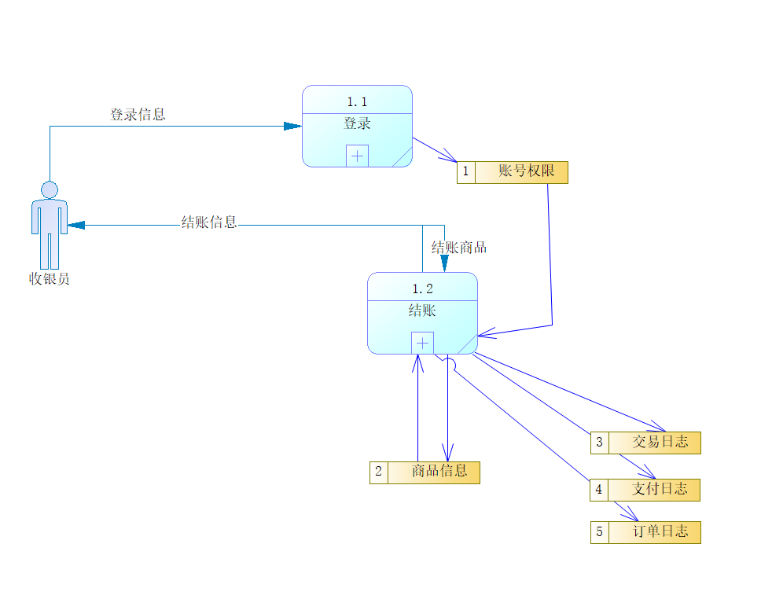 1.1
登录信息
登录
1 账号权限
结账信息
结账商品
收银员
1.2
结账
3 交易日志
2 商品信息
4 支付日志
5 订单日志